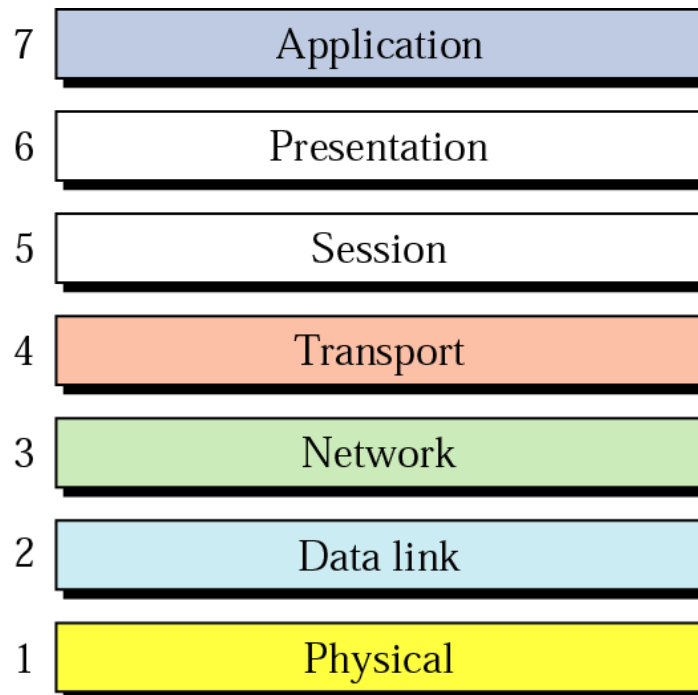 7 Application
6 Presentation
5 Session
4 Transport
3 Network
2 Data link
1 Physical